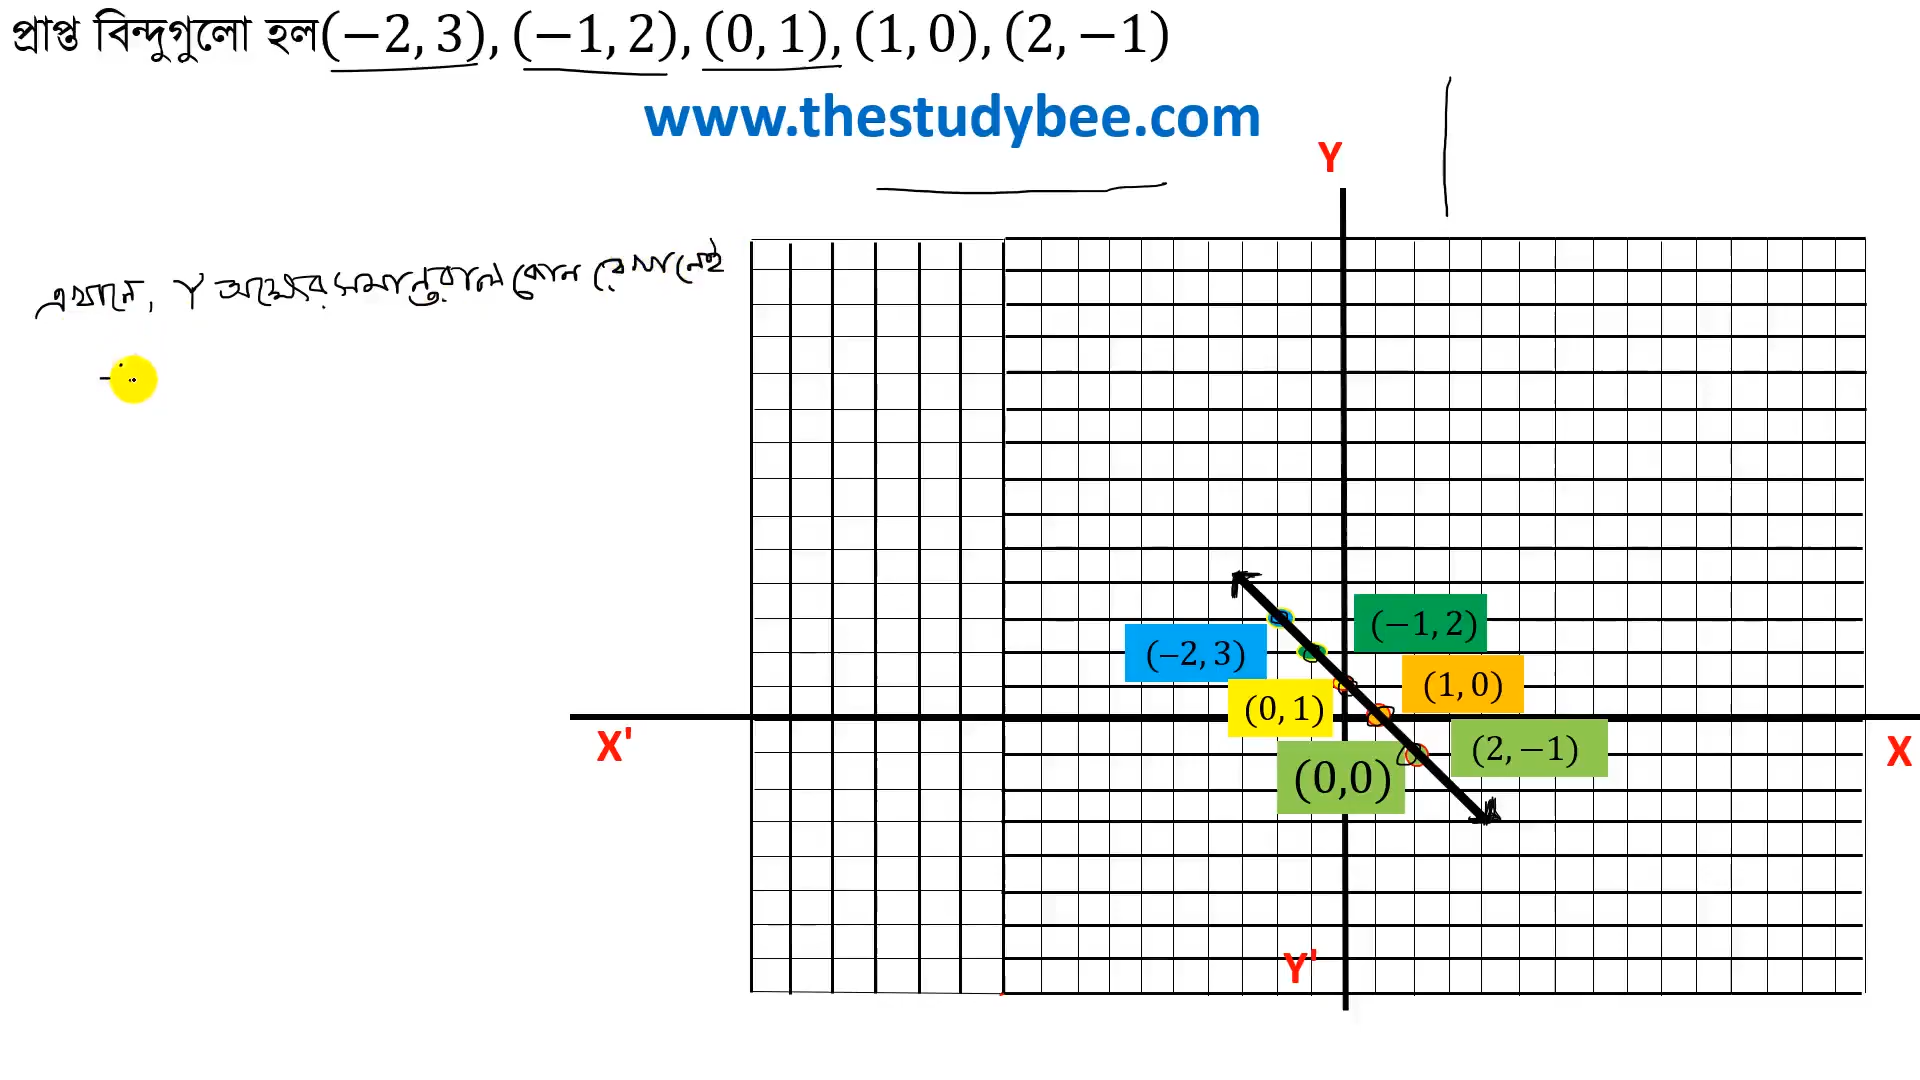 প্রাপ্ত বিন্দুগুলো হল(−2, 3), (−1, 2), (0, 1), (1, 0), (2, −1)
www.thestudybee.com
Y
এখানে, Y অক্ষের সমান্তরাল কোন রেখা নেই
(−1, 2)
(−2, 3)
(1, 0)
(0, 1)
X'
(2, −1)
X
(0,0)
Y'